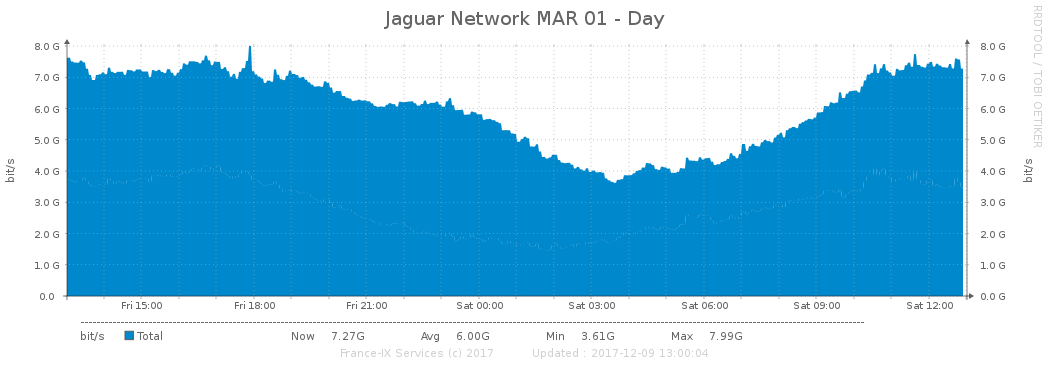 Jaguar Network MAR 01 - Day
RRDTOOL / TOBI OETIKER
bit/s
8.0 G 8.0 G
7.0 G 7.0 G
6.0 G 6.0 G
5.0 G 5.0 G
4.0 G 4.0 G
3.0 G 3.0 G
2.0 G 2.0 G
1.0 G 1.0 G
0.0 0.0 G
bit/s
Fri 15:00 Fri 18:00 Fri 21:00 Sat 00:00 Sat 03:00 Sat 06:00 Sat 09:00 Sat 12:00
bit/s Total Now 7.27G Avg 6.00G Min 3.61G Max 7.99G
France-IX Services (c) 2017 Updated : 2017-12-09 13:00:04